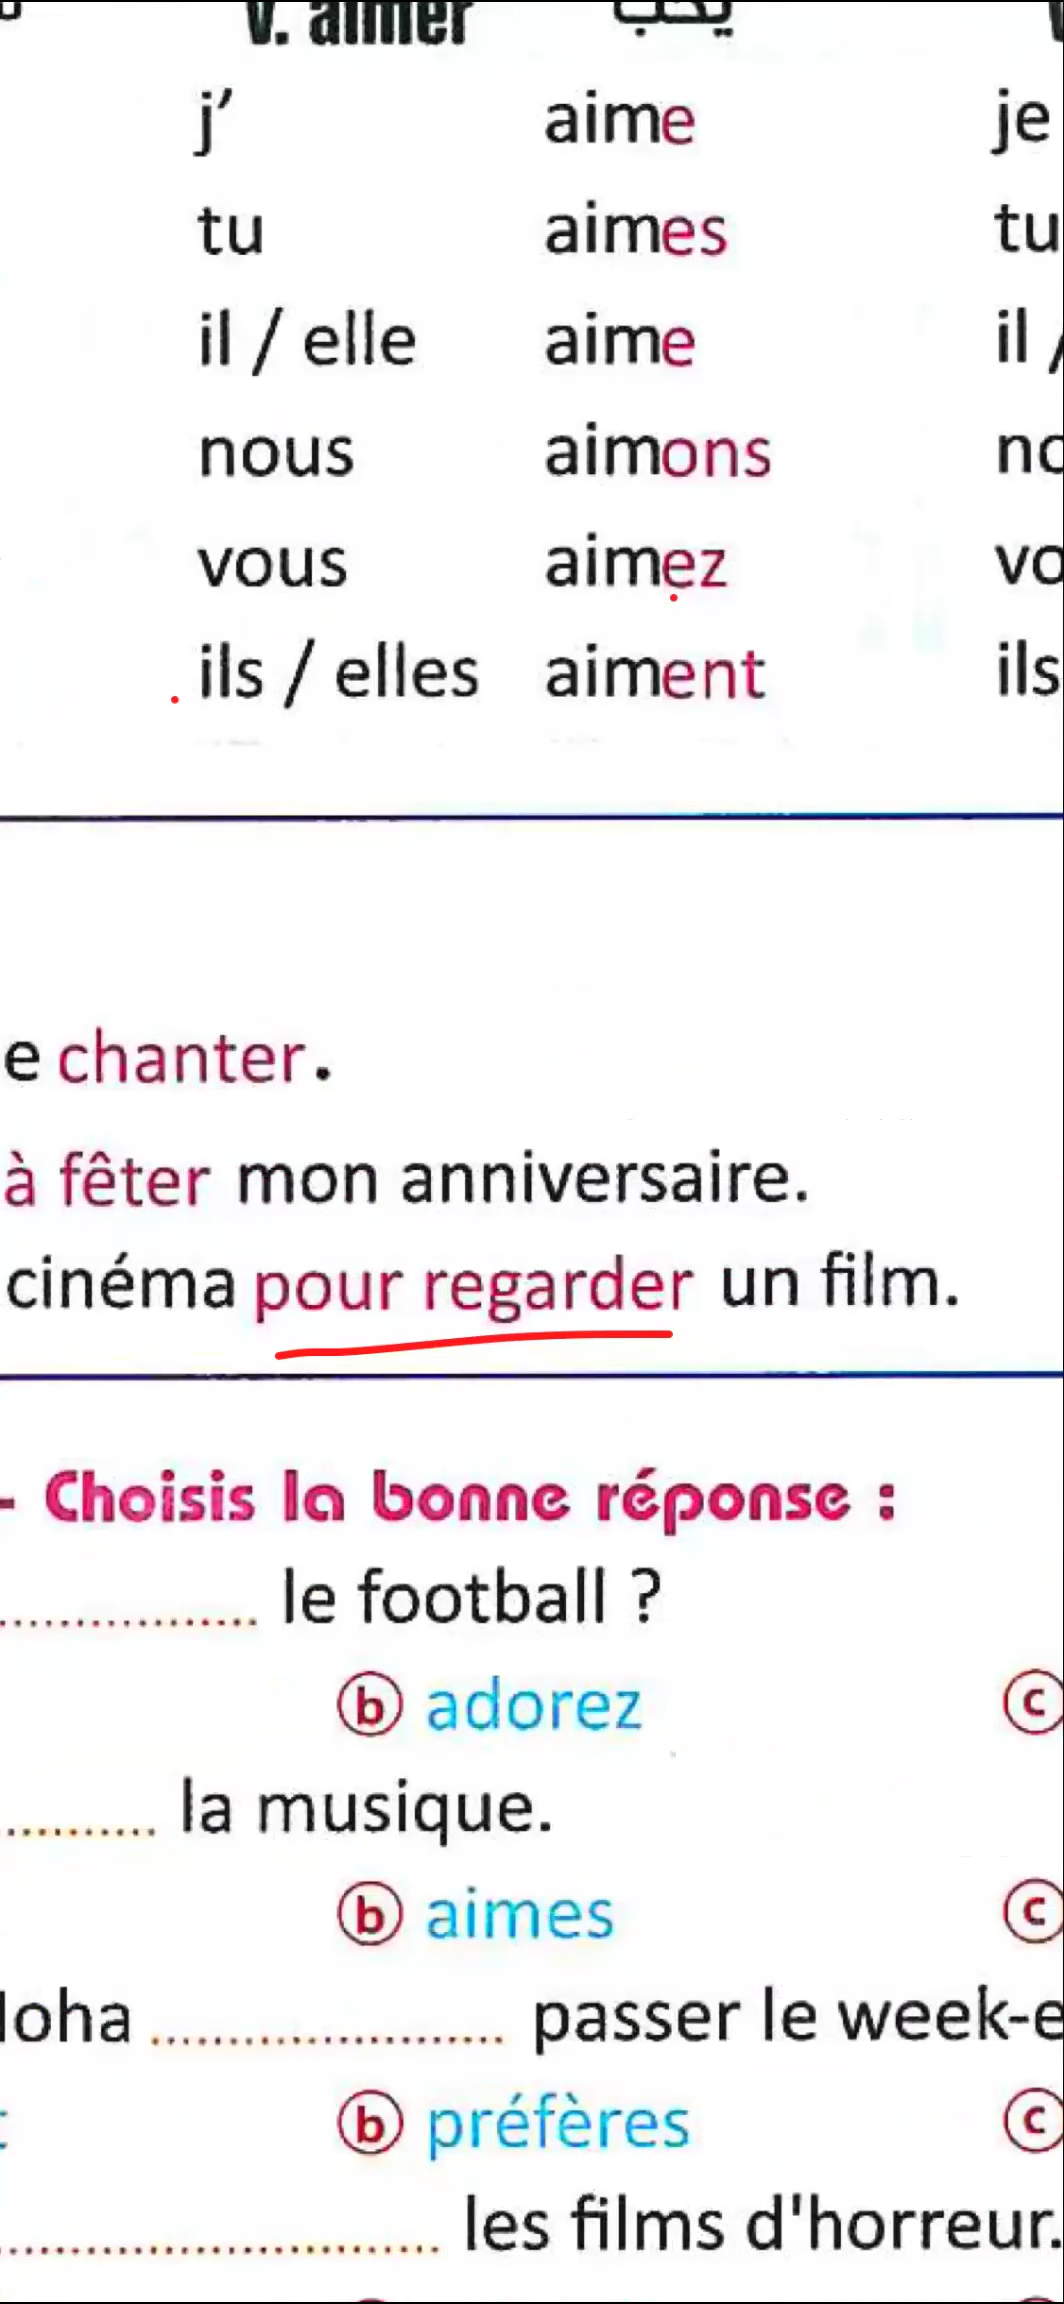 v. aimer يحب
j' aime je
tu aimes tu
il / elle aime il /
nous aimons
vous aimez
ils / elles aiment ils
chanter.
à fêter mon anniversaire.
cinéma pour regarder un film.
- Choisis la bonne réponse :
................ le football ?
b adorez c
.......... la musique.
b aimes c
...................... passer le week-e
b préfères c
............................ les films d'horreur.